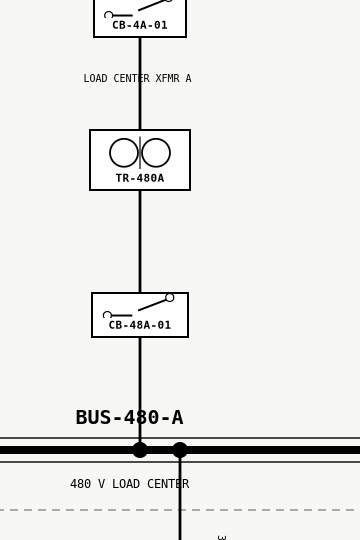 CB-4A-01
LOAD CENTER XFMR A
TR-480A
CB-48A-01
BUS-480-A
480 V LOAD CENTER